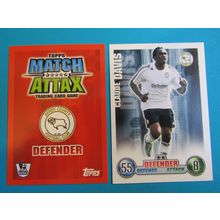 TOPPS
MATCH
ATTAX
TRADING CARD GAME
DEFENDER
Topps
CLAUDE DAVIS
DEFENDER
55
DEFENCE
ATTACK
8